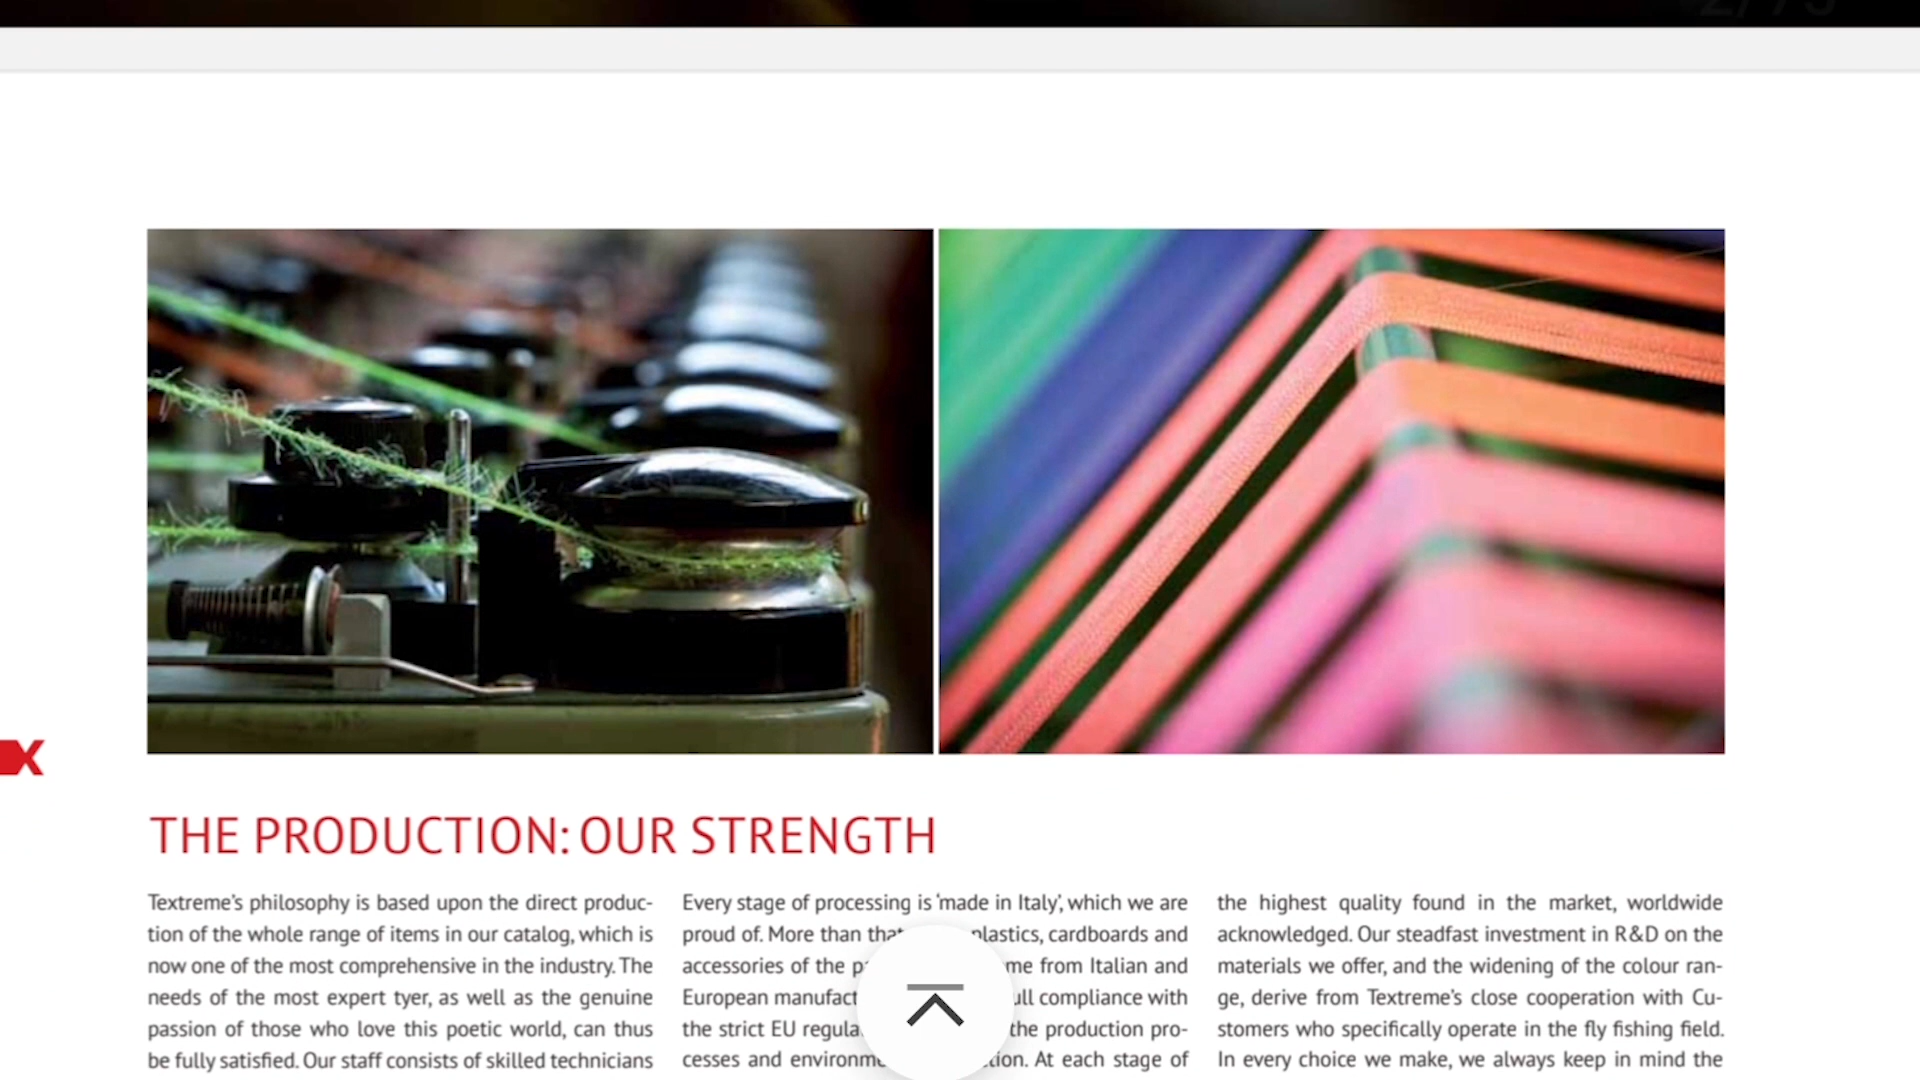 X
THE PRODUCTION: OUR STRENGTH
Textreme's philosophy is based upon the direct produc-
tion of the whole range of items in our catalog, which is
now one of the most comprehensive in the industry. The
needs of the most expert tyer, as well as the genuine
passion of those who love this poetic world, can thus
be fully satisfied. Our staff consists of skilled technicians
Every stage of processing is 'made in Italy', which we are
proud of. More than plastics, cardboards and
accessories of the from Italian and
European compliance with
the strict EU the production pro-
cesses and At each stage of
the highest quality found in the market, worldwide
acknowledged. Our steadfast investment in R&D on the
materials we offer, and the widening of the colour ran-
ge, derive from Textreme's close cooperation with Cu-
stomers who specifically operate in the fly fishing field.
In every choice we make, we always keep in mind the